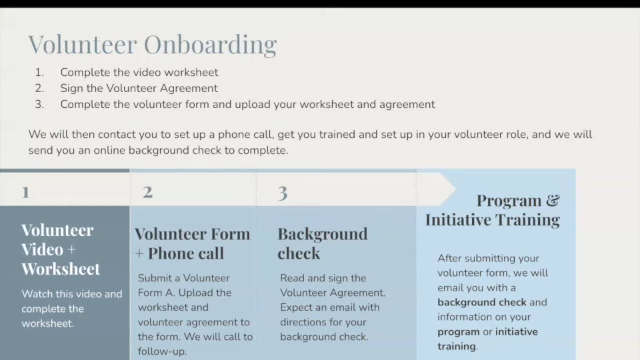 Volunteer Onboarding
1. Complete the video worksheet
2. Sign the Volunteer Agreement
3. Complete the volunteer form and upload your worksheet and agreement
We will then contact you to set up a phone call, get you trained and set up in your volunteer role, and we will
send you an online background check to complete.
1
Volunteer
Video +
Worksheet
Watch this video and
complete the
worksheet.
2
Volunteer Form
+ Phone call
Submit a Volunteer
Form A. Upload the
worksheet and
volunteer agreement to
the form. We will call to
follow-up.
3
Background
check
Read and sign the
Volunteer Agreement.
Expect an email with
directions for your
background check.
Program &
Initiative Training
After submitting your
volunteer form, we will
email you with a
background check and
information on your
program or initiative
training.